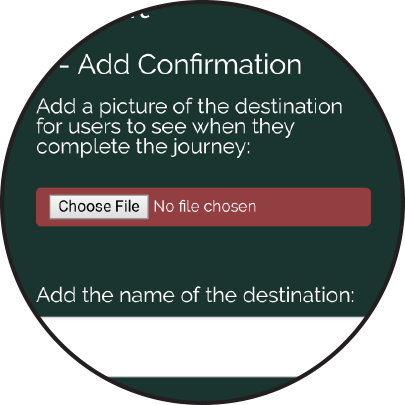 - Add Confirmation
Add a picture of the destination
for users to see when they
complete the journey:
Choose File No file chosen
Add the name of the destination: